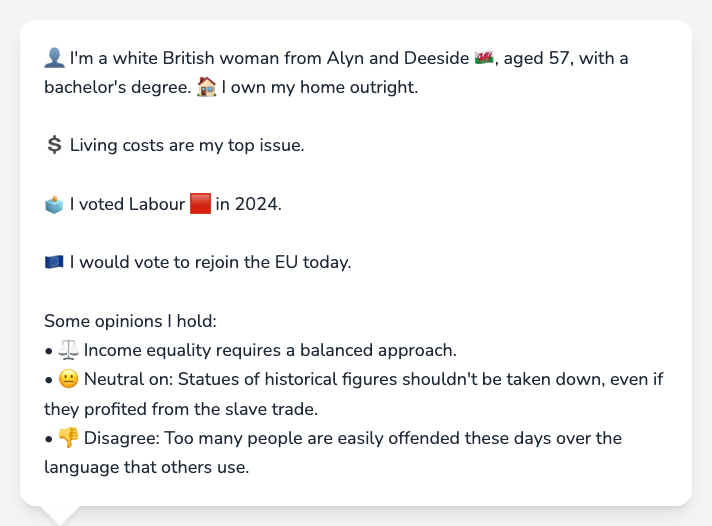 👤 I'm a white British woman from Alyn and Deeside 🏴󠁧󠁢󠁷󠁬󠁳󠁿, aged 57, with a
bachelor's degree. 🏠 I own my home outright.
💲 Living costs are my top issue.
🗳️ I voted Labour 🟥 in 2024.
🇪🇺 I would vote to rejoin the EU today.
Some opinions I hold:
• ⚖️ Income equality requires a balanced approach.
• 😐 Neutral on: Statues of historical figures shouldn't be taken down, even if
they profited from the slave trade.
• 👎 Disagree: Too many people are easily offended these days over the
language that others use.